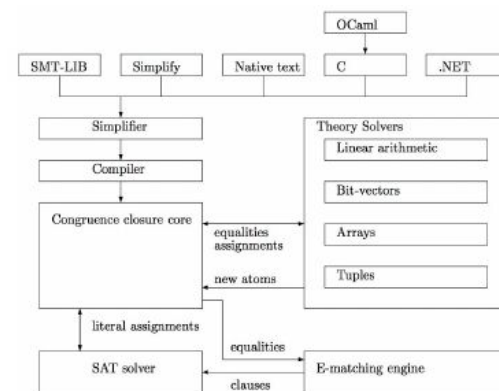 OCaml
SMT-LIB
Simplify
Native text
C
.NET
Simplifier
Compiler
Congruence closure core
Theory Solvers
Linear arithmetic
Bit-vectors
Arrays
Tuples
equalities
assignments
new atoms
literal assignments
equalities
SAT solver
E-matching engine
clauses